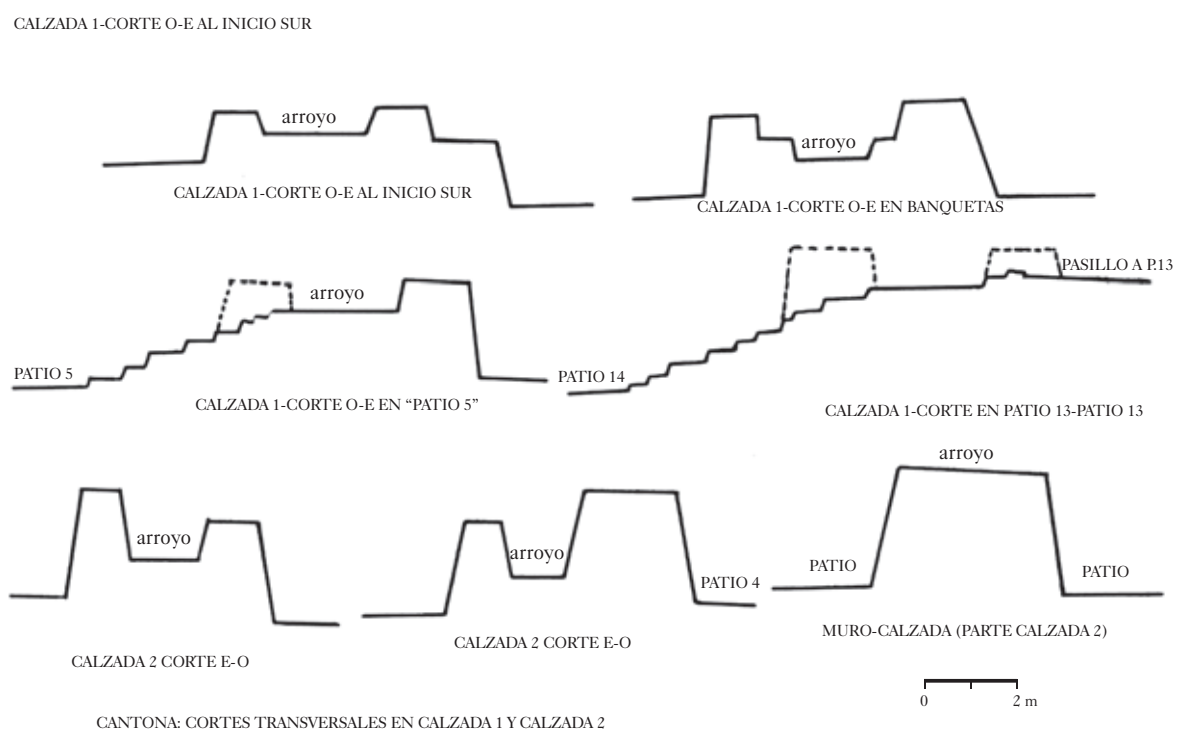 CALZADA 1-CORTE O-E AL INICIO SUR
arroyo
CALZADA 1-CORTE O-E AL INICIO SUR
arroyo
CALZADA 1-CORTE O-E EN BANQUETAS
PATIO 5
arroyo
CALZADA 1-CORTE O-E EN “PATIO 5”
PATIO 14
PASILLO A P.13
CALZADA 1-CORTE EN PATIO 13-PATIO 13
arroyo
CALZADA 2 CORTE E-O
arroyo
PATIO 4
CALZADA 2 CORTE E-O
arroyo
PATIO
PATIO
MURO-CALZADA (PARTE CALZADA 2)
0 2 m
CANTONA: CORTES TRANSVERSALES EN CALZADA 1 Y CALZADA 2